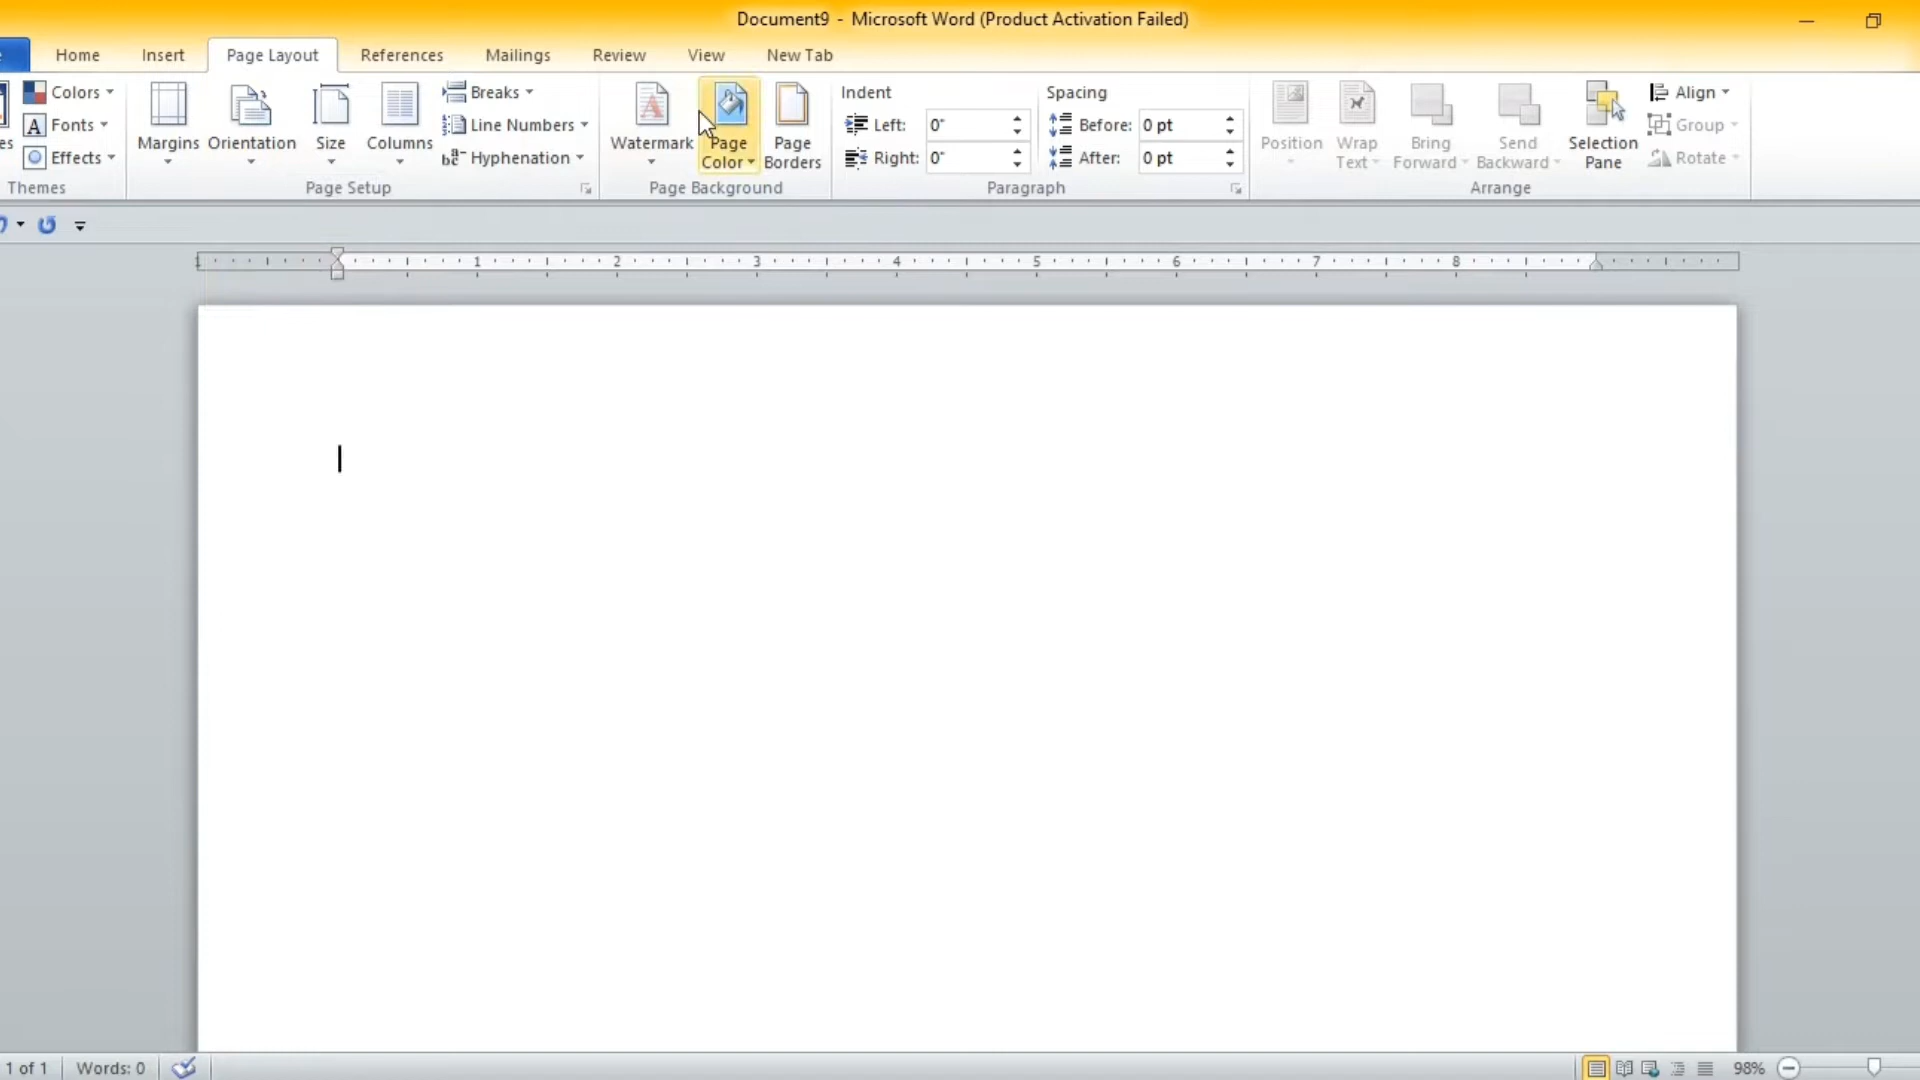 Document9 - Microsoft Word (Product Activation Failed)
Home Insert Page Layout References Mailings Review View New Tab
Colors
Fonts
Effects
Themes
Margins
Orientation
Size
Columns
Breaks
Line Numbers
Hyphenation
Page Setup
Watermark
Page
Color
Page
Borders
Page Background
Indent
Left: 0"
Right: 0"
Spacing
Before: 0 pt
After: 0 pt
Paragraph
Position
Wrap
Text
Bring
Forward
Send
Backward
Selection
Pane
Align
Group
Rotate
Arrange
1 2 3 4 5 6 7 8
1 of 1 Words: 0 98%